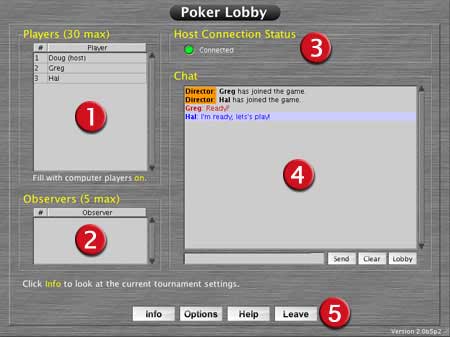 Poker Lobby
Players (30 max)
# Player
1 Doug (host)
2 Greg
3 Hal
1
Fill with computer players on.
Observers (5 max)
# Observer
2
Host Connection Status
Connected
3
Chat
Director: Greg has joined the game.
Director: Hal has joined the game.
Greg: Ready!
Hal: I'm ready, lets's play!
4
Send Clear Lobby
Click Info to look at the current tournament settings.
Info Options Help Leave
5
Version 2.0b5p2